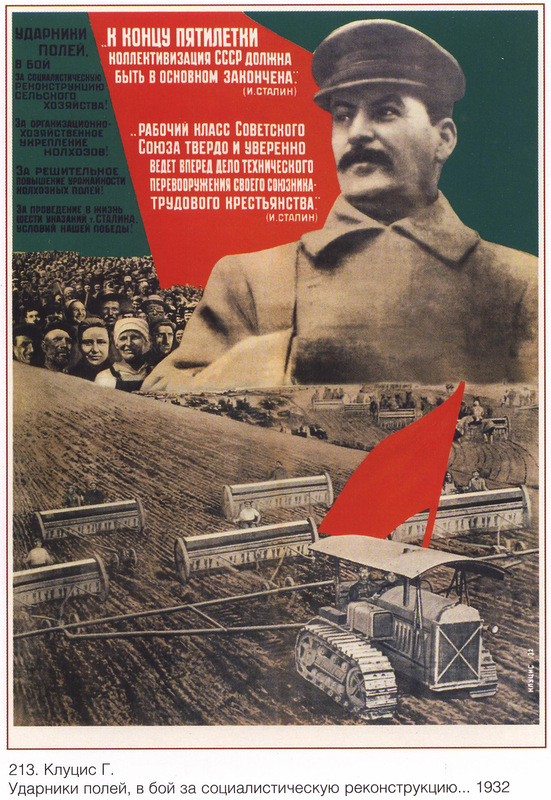 УДАРНИКИ
ПОЛЕЙ,
В БОЙ
ЗА СОЦИАЛИСТИЧЕСКУЮ
РЕКОНСТРУКЦИЮ
СЕЛЬСКОГО
ХОЗЯЙСТВА!
ЗА ОРГАНИЗАЦИОННО-
ХОЗЯЙСТВЕННОЕ
УКРЕПЛЕНИЕ
КОЛХОЗОВ!
ЗА РЕШИТЕЛЬНОЕ
ПОВЫШЕНИЕ УРОЖАЙНОСТИ
КОЛХОЗНЫХ ПОЛЕЙ!
ЗА ПРОВЕДЕНИЕ В ЖИЗНЬ
ШЕСТИ УКАЗАНИЙ т. СТАЛИНА,
УСЛОВИЙ НАШЕЙ ПОБЕДЫ!
„К КОНЦУ ПЯТИЛЕТКИ
КОЛЛЕКТИВИЗАЦИЯ СССР ДОЛЖНА
БЫТЬ В ОСНОВНОМ ЗАКОНЧЕНА".
(И.СТАЛИН)
„РАБОЧИЙ КЛАСС СОВЕТСКОГО
СОЮЗА ТВЕРДО И УВЕРЕННО
ВЕДЕТ ВПЕРЕД ДЕЛО ТЕХНИЧЕСКОГО
ПЕРЕВООРУЖЕНИЯ СВОЕГО СОЮЗНИКА-
ТРУДОВОГО КРЕСТЬЯНСТВА"
(И.СТАЛИН)
КЛУЦИС-32
213. Клуцис Г.
Ударники полей, в бой за социалистическую реконструкцию... 1932